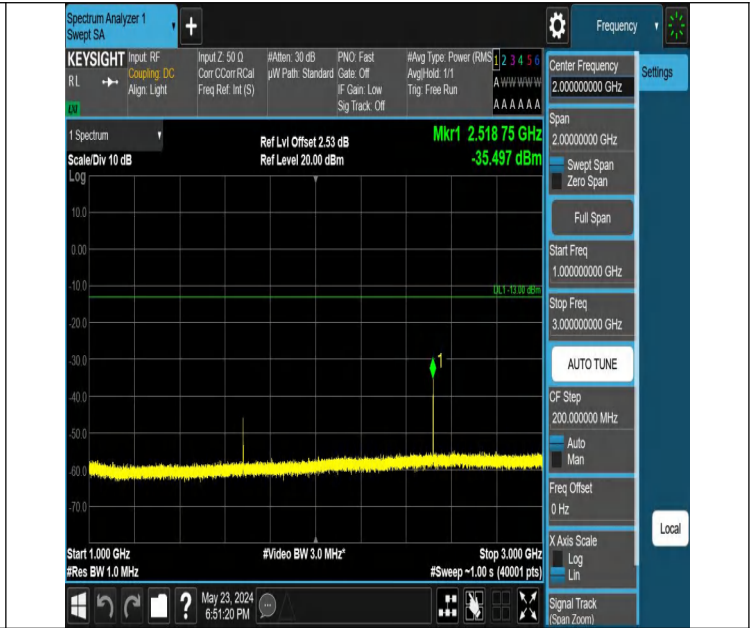 Spectrum Analyzer 1
Swept SA
+
Frequency
KEYSIGHT
RL
Input: RF
Coupling: DC
Align: Light
Input Z: 50 Ω
Corr CCorr RCal
Freq Ref: Int (S)
#Atten: 30 dB
µW Path: Standard
PNO: Fast
Gate: Off
IF Gain: Low
Sig Track: Off
#Avg Type: Power (RMS
Avg|Hold: 1/1
Trig: Free Run
1 2 3 4 5 6
A W W W W W
A A A A A A
LXI
1 Spectrum
Scale/Div 10 dB
Log
Ref Lvl Offset 2.53 dB
Ref Level 20.00 dBm
Mkr1 2.518 75 GHz
-35.497 dBm
10.0
0.00
-10.0
DL1 -13.00 dBm
-20.0
-30.0
1
-40.0
-50.0
-60.0
-70.0
Start 1.000 GHz
#Res BW 1.0 MHz
#Video BW 3.0 MHz*
Stop 3.000 GHz
#Sweep ~1.00 s (40001 pts)
?
May 23, 2024
6:51:20 PM
Center Frequency
2.000000000 GHz
Settings
Span
2.00000000 GHz
Swept Span
Zero Span
Full Span
Start Freq
1.000000000 GHz
Stop Freq
3.000000000 GHz
AUTO TUNE
CF Step
200.000000 MHz
Auto
Man
Freq Offset
0 Hz
X Axis Scale
Log
Lin
Local
Signal Track
(Span Zoom)